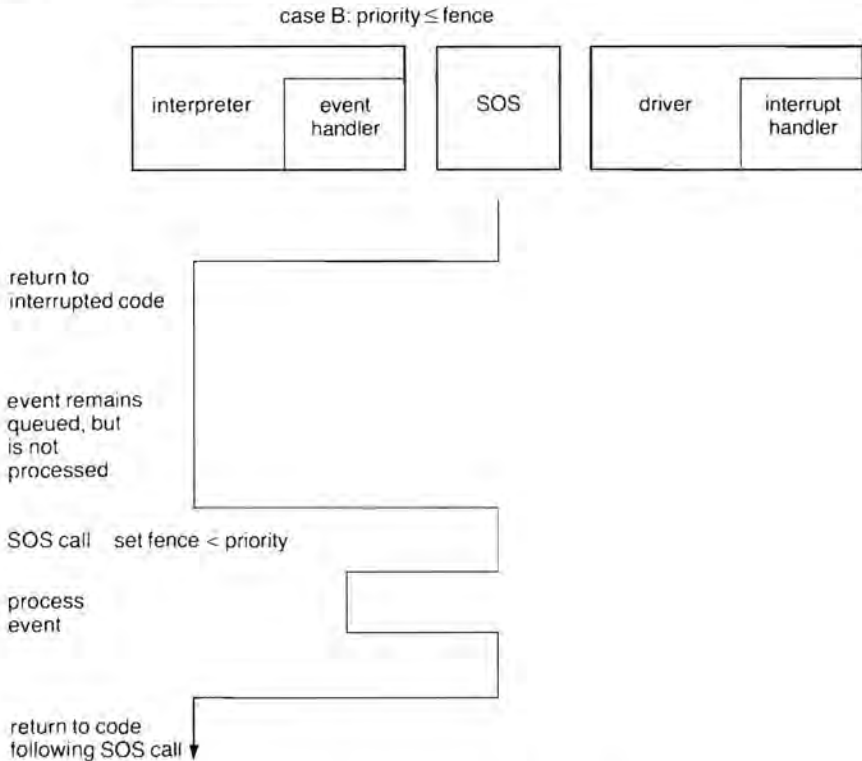 case B: priority ≤ fence
interpreter
event
handler
SOS
driver
interrupt
handler
return to
interrupted code
event remains
queued, but
is not
processed
SOS call set fence < priority
process
event
return to code
following SOS call